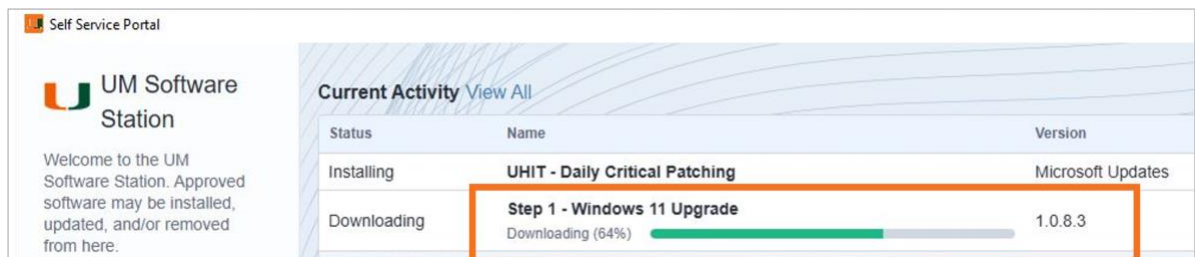 Self Service Portal
UM Software
Station
Welcome to the UM
Software Station. Approved
software may be installed,
updated, and/or removed
from here.
Current Activity View All
Status Name Version
Installing UHIT - Daily Critical Patching Microsoft Updates
Downloading Step 1 - Windows 11 Upgrade 1.0.8.3
Downloading (64%)